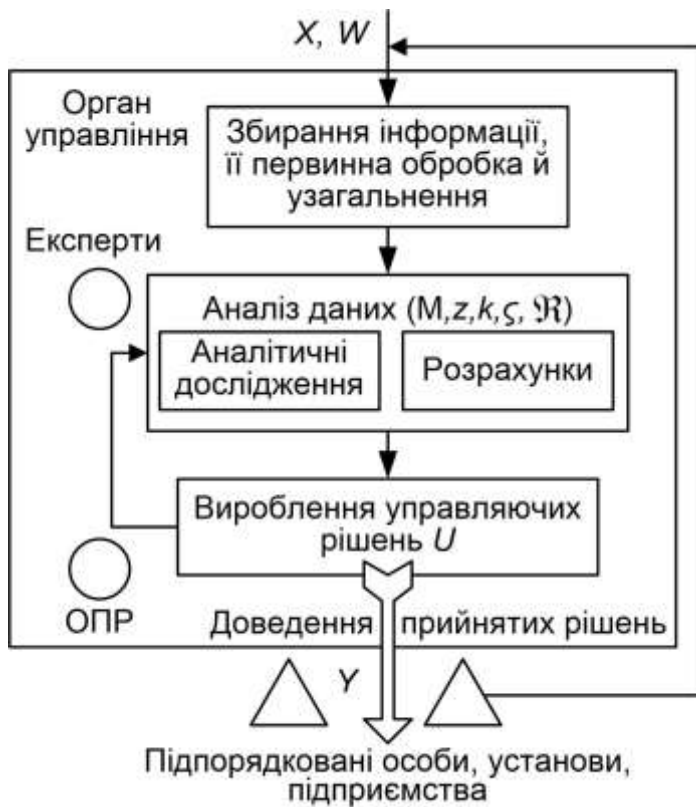 X, W
Орган
управління
Збирання інформації,
її первинна обробка й
узагальнення
Експерти
Аналіз даних (М,z,k,ς, ℜ)
Аналітичні
дослідження
Розрахунки
Вироблення управляючих
рішень U
ОПР
Доведення прийнятих рішень
Y
Підпорядковані особи, установи,
підприємства